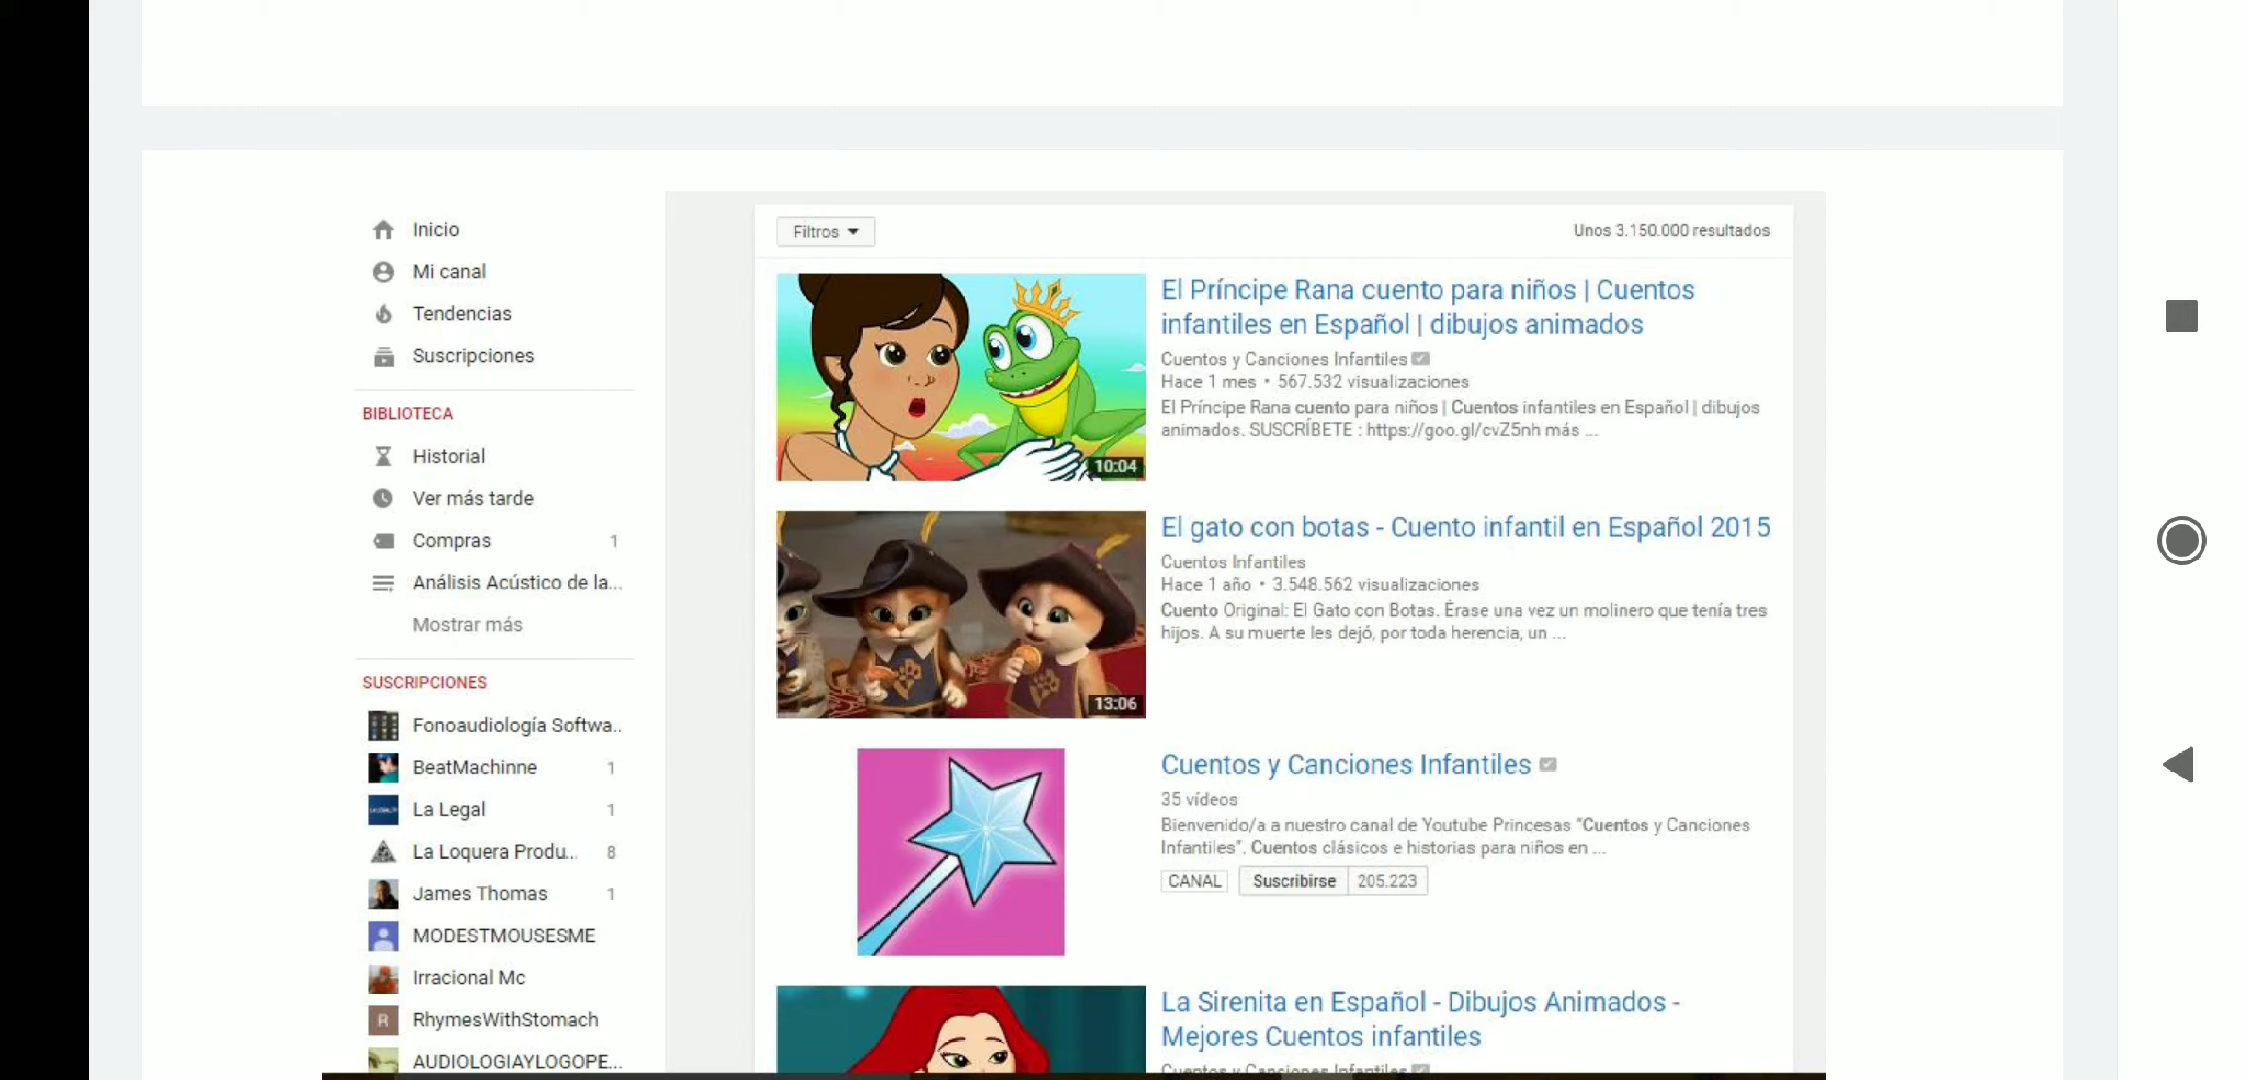 Inicio
Mi canal
Tendencias
Suscripciones
BIBLIOTECA
Historial
Ver más tarde
Compras 1
Análisis Acústico de la...
Mostrar más
SUSCRIPCIONES
Fonoaudiología Softwa..
BeatMachinne 1
La Legal 1
La Loquera Produ... 8
James Thomas 1
MODESTMOUSESME
Irracional Mc
R RhymesWithStomach
AUDIOLOGIAYLOGOPE...
Filtros
Unos 3.150.000 resultados
El Príncipe Rana cuento para niños | Cuentos
infantiles en Español | dibujos animados
Cuentos y Canciones Infantiles
Hace 1 mes • 567.532 visualizaciones
El Príncipe Rana cuento para niños | Cuentos infantiles en Español | dibujos
animados. SUSCRÍBETE : https://goo.gl/cvZ5nh más ...
10:04
El gato con botas - Cuento infantil en Español 2015
Cuentos Infantiles
Hace 1 año • 3.548.562 visualizaciones
Cuento Original: El Gato con Botas. Érase una vez un molinero que tenía tres
hijos. A su muerte les dejó, por toda herencia, un ...
13:06
Cuentos y Canciones Infantiles
35 vídeos
Bienvenido/a a nuestro canal de Youtube Princesas "Cuentos y Canciones
Infantiles". Cuentos clásicos e historias para niños en ...
CANAL Suscribirse 205.223
La Sirenita en Español - Dibujos Animados -
Mejores Cuentos infantiles
Cuentos y Canciones Infantiles